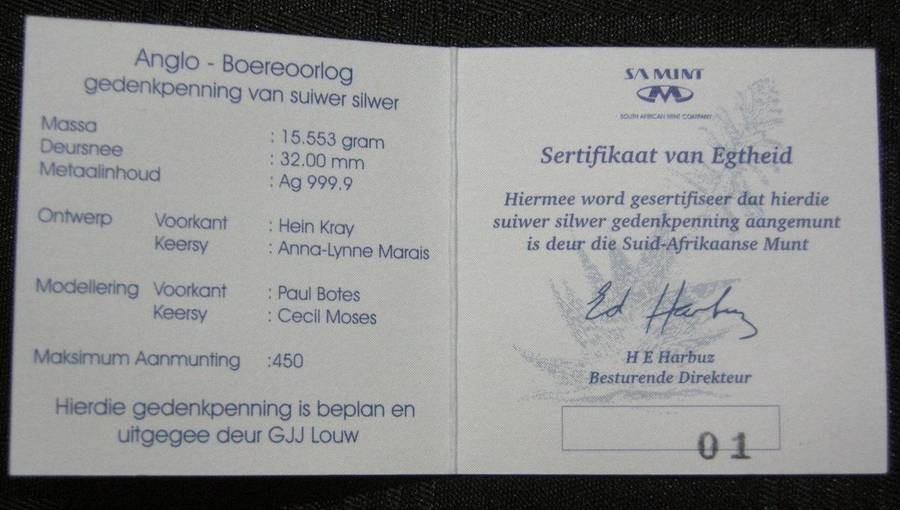 Anglo - Boereoorlog
gedenkpenning van suiwer silwer
Massa : 15.553 gram
Deursnee : 32.00 mm
Metaalinhoud : Ag 999.9
Ontwerp Voorkant : Hein Kray
Keersy : Anna-Lynne Marais
Modellering Voorkant : Paul Botes
Keersy : Cecil Moses
Maksimum Aanmunting :450
Hierdie gedenkpenning is beplan en
uitgegee deur GJJ Louw
SA MINT
SOUTH AFRICAN MINT COMPANY
Sertifikaat van Egtheid
Hiermee word gesertifiseer dat hierdie
suiwer silwer gedenkpenning aangemunt
is deur die Suid-Afrikaanse Munt
Ed Harbuz
H E Harbuz
Besturende Direkteur
01